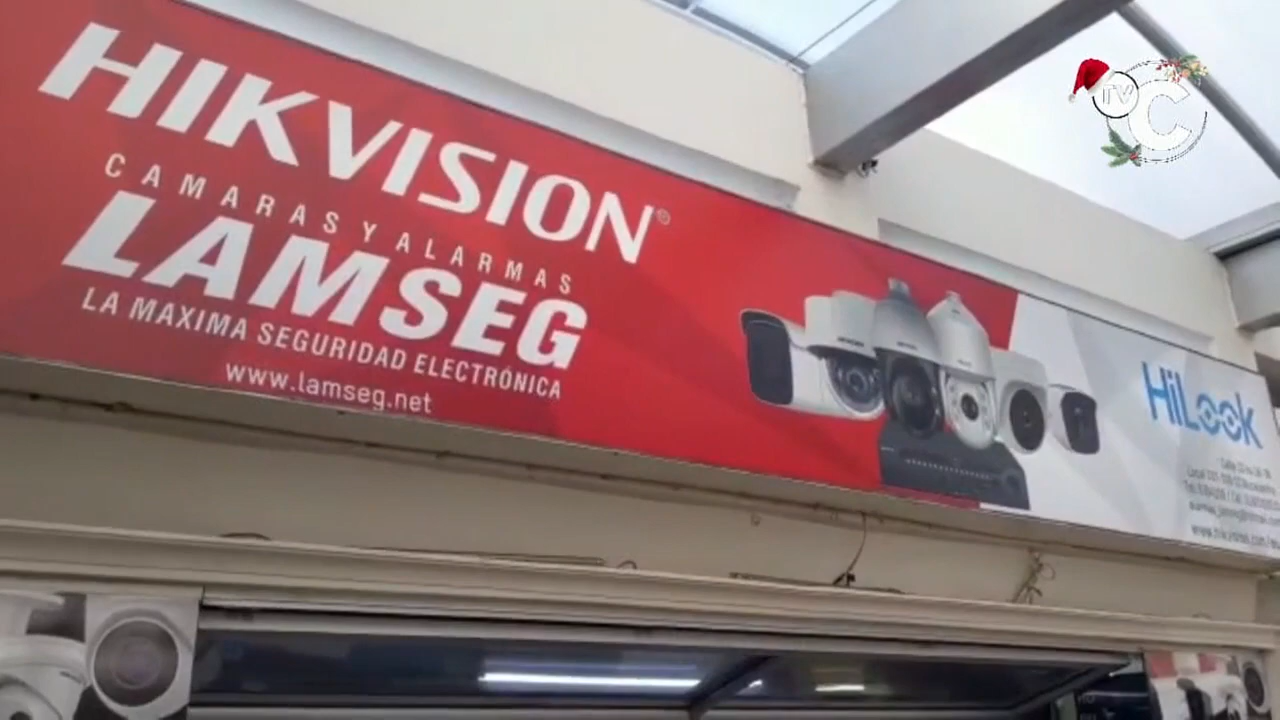 HIKVISION®
CAMARAS Y ALARMAS
LAMSEG
LA MAXIMA SEGURIDAD ELECTRÓNICA
www.lamseg.net
HiLook
TV
C